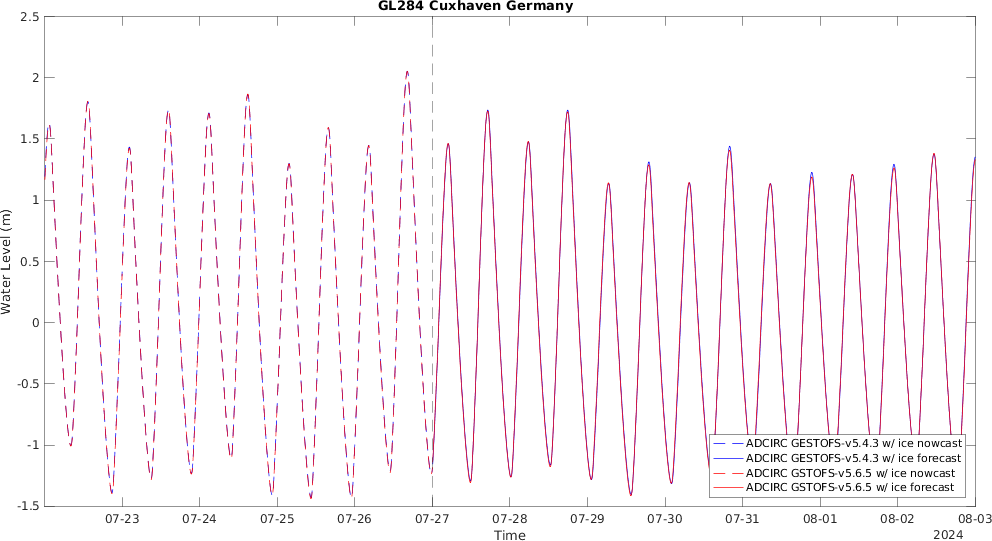 GL284 Cuxhaven Germany
2.5
2
1.5
1
0.5
0
-0.5
-1
-1.5
Water Level (m)
ADCIRC GESTOFS-v5.4.3 w/ ice nowcast
ADCIRC GESTOFS-v5.4.3 w/ ice forecast
ADCIRC GSTOFS-v5.6.5 w/ ice nowcast
ADCIRC GSTOFS-v5.6.5 w/ ice forecast
07-23 07-24 07-25 07-26 07-27 07-28 07-29 07-30 07-31 08-01 08-02 08-03
Time 2024